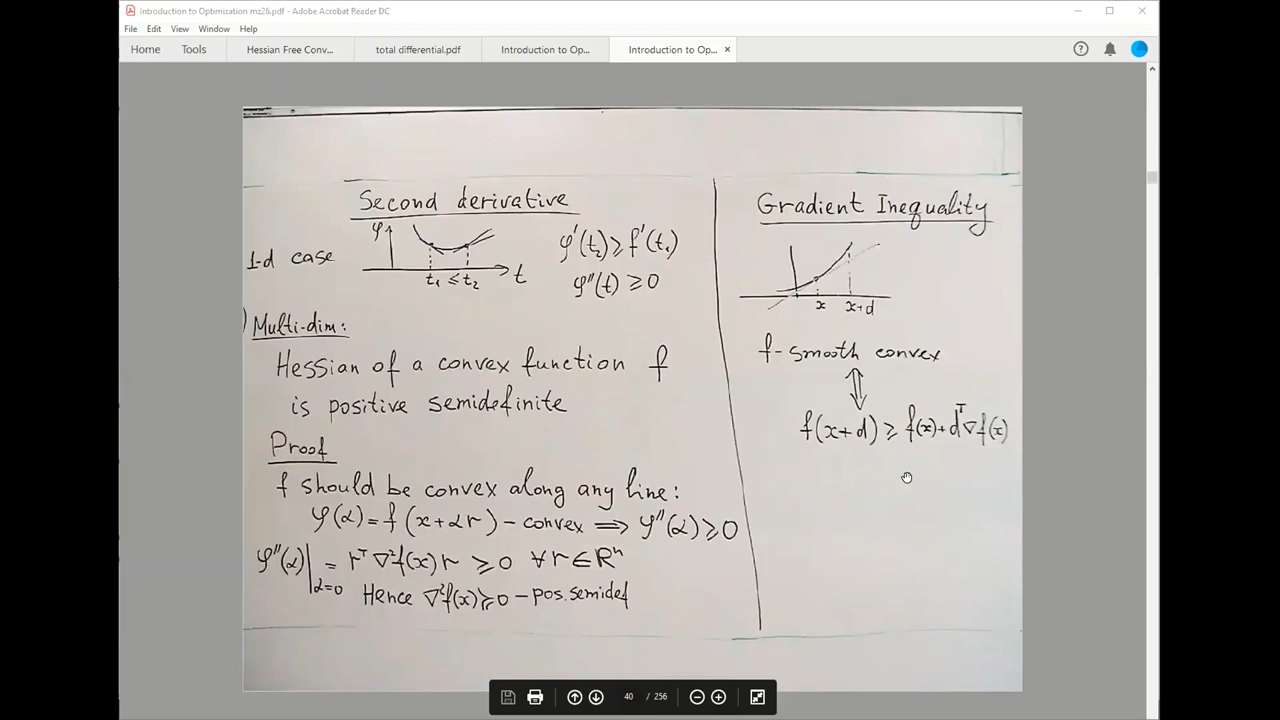 Introduction to Optimization mz26.pdf - Adobe Acrobat Reader DC
File Edit View Window Help
Home Tools Hessian Free Conv... total differential.pdf Introduction to Op... Introduction to Op... ×
Second derivative
1-d case
φ
t₁ ≤ t₂
t
φ'(t₂) ≥ f'(t₁)
φ''(t) ≥ 0
Multi-dim:
Hessian of a convex function f
is positive semidefinite
Proof
f should be convex along any line:
φ(α) = f(x+αr) - convex ⟹ φ''(α) ≥ 0
φ''(α)|α=0 = rᵀ∇²f(x)r ≥ 0 ∀r∈ℝⁿ
Hence ∇²f(x) ≽ 0 - pos. semidef
Gradient Inequality
x x+d
f - smooth convex
⇕
f(x+d) ≥ f(x) + dᵀ∇f(x)
40 / 256